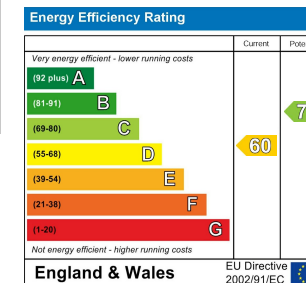 Energy Efficiency Rating
Current
Very energy efficient - lower running costs
(92 plus) A
(81-91) B
(69-80) C
(55-68) D
60
(39-54) E
(21-38) F
(1-20) G
Not energy efficient - higher running costs
England & Wales
EU Directive
2002/91/EC